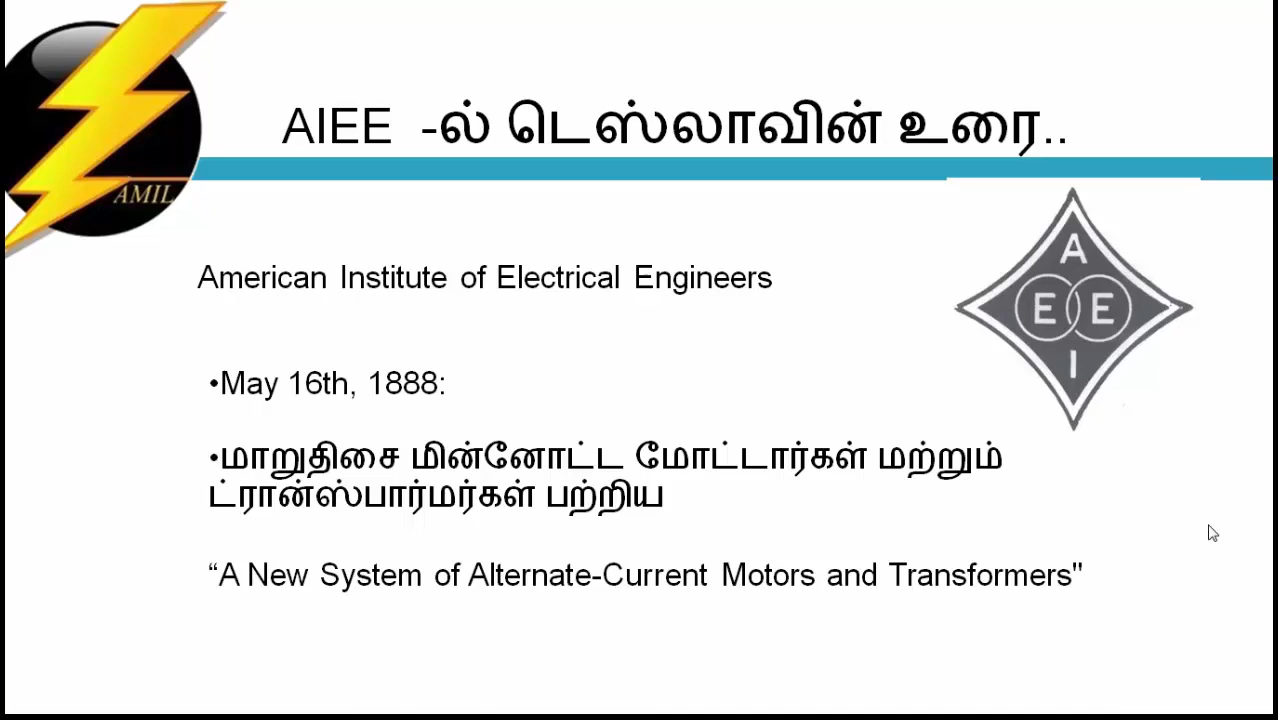 AMIL
AIEE -ல் டெஸ்லாவின் உரை..
A
E E
I
American Institute of Electrical Engineers
•May 16th, 1888:
•மாறுதிசை மின்னோட்ட மோட்டார்கள் மற்றும்
ட்ரான்ஸ்பார்மர்கள் பற்றிய
“A New System of Alternate-Current Motors and Transformers"